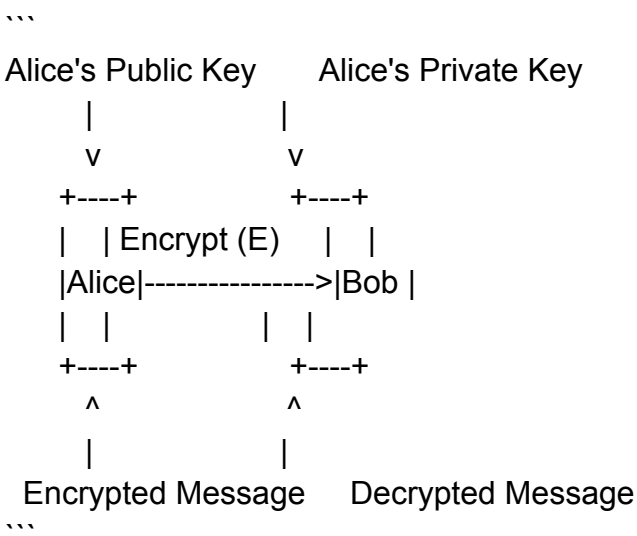 ```
Alice's Public Key       Alice's Private Key
         |                      |
         v                      v
      +----+                  +----+
      |    | Encrypt (E)      |    |
      |Alice|---------------->|Bob |
      |    |                  |    |
      +----+                  +----+
         ^                      ^
         |                      |
  Encrypted Message     Decrypted Message
```